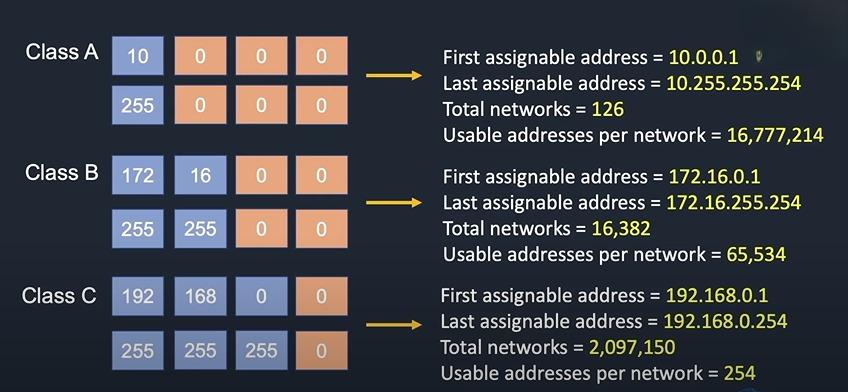 Class A
10 0 0 0
255 0 0 0
First assignable address = 10.0.0.1
Last assignable address = 10.255.255.254
Total networks = 126
Usable addresses per network = 16,777,214
Class B
172 16 0 0
255 255 0 0
First assignable address = 172.16.0.1
Last assignable address = 172.16.255.254
Total networks = 16,382
Usable addresses per network = 65,534
Class C
192 168 0 0
255 255 255 0
First assignable address = 192.168.0.1
Last assignable address = 192.168.0.254
Total networks = 2,097,150
Usable addresses per network = 254